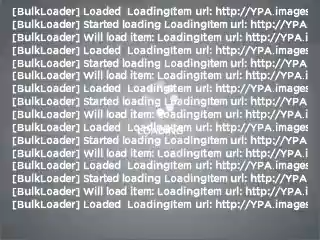 [BulkLoader] Loaded  LoadingItem url: http://YPA.images
[BulkLoader] Started loading LoadingItem url: http://YPA
[BulkLoader] Will load item: LoadingItem url: http://YPA.i
[BulkLoader] Loaded  LoadingItem url: http://YPA.images
[BulkLoader] Started loading LoadingItem url: http://YPA
[BulkLoader] Will load item: LoadingItem url: http://YPA.i
[BulkLoader] Loaded  LoadingItem url: http://YPA.images
[BulkLoader] Started loading LoadingItem url: http://YPA
[BulkLoader] Will load item: LoadingItem url: http://YPA.i
[BulkLoader] Loaded  LoadingItem url: http://YPA.images
LOADING
[BulkLoader] Started loading LoadingItem url: http://YPA
[BulkLoader] Will load item: LoadingItem url: http://YPA.i
[BulkLoader] Loaded  LoadingItem url: http://YPA.images
[BulkLoader] Started loading LoadingItem url: http://YPA
[BulkLoader] Will load item: LoadingItem url: http://YPA.i
[BulkLoader] Loaded  LoadingItem url: http://YPA.images